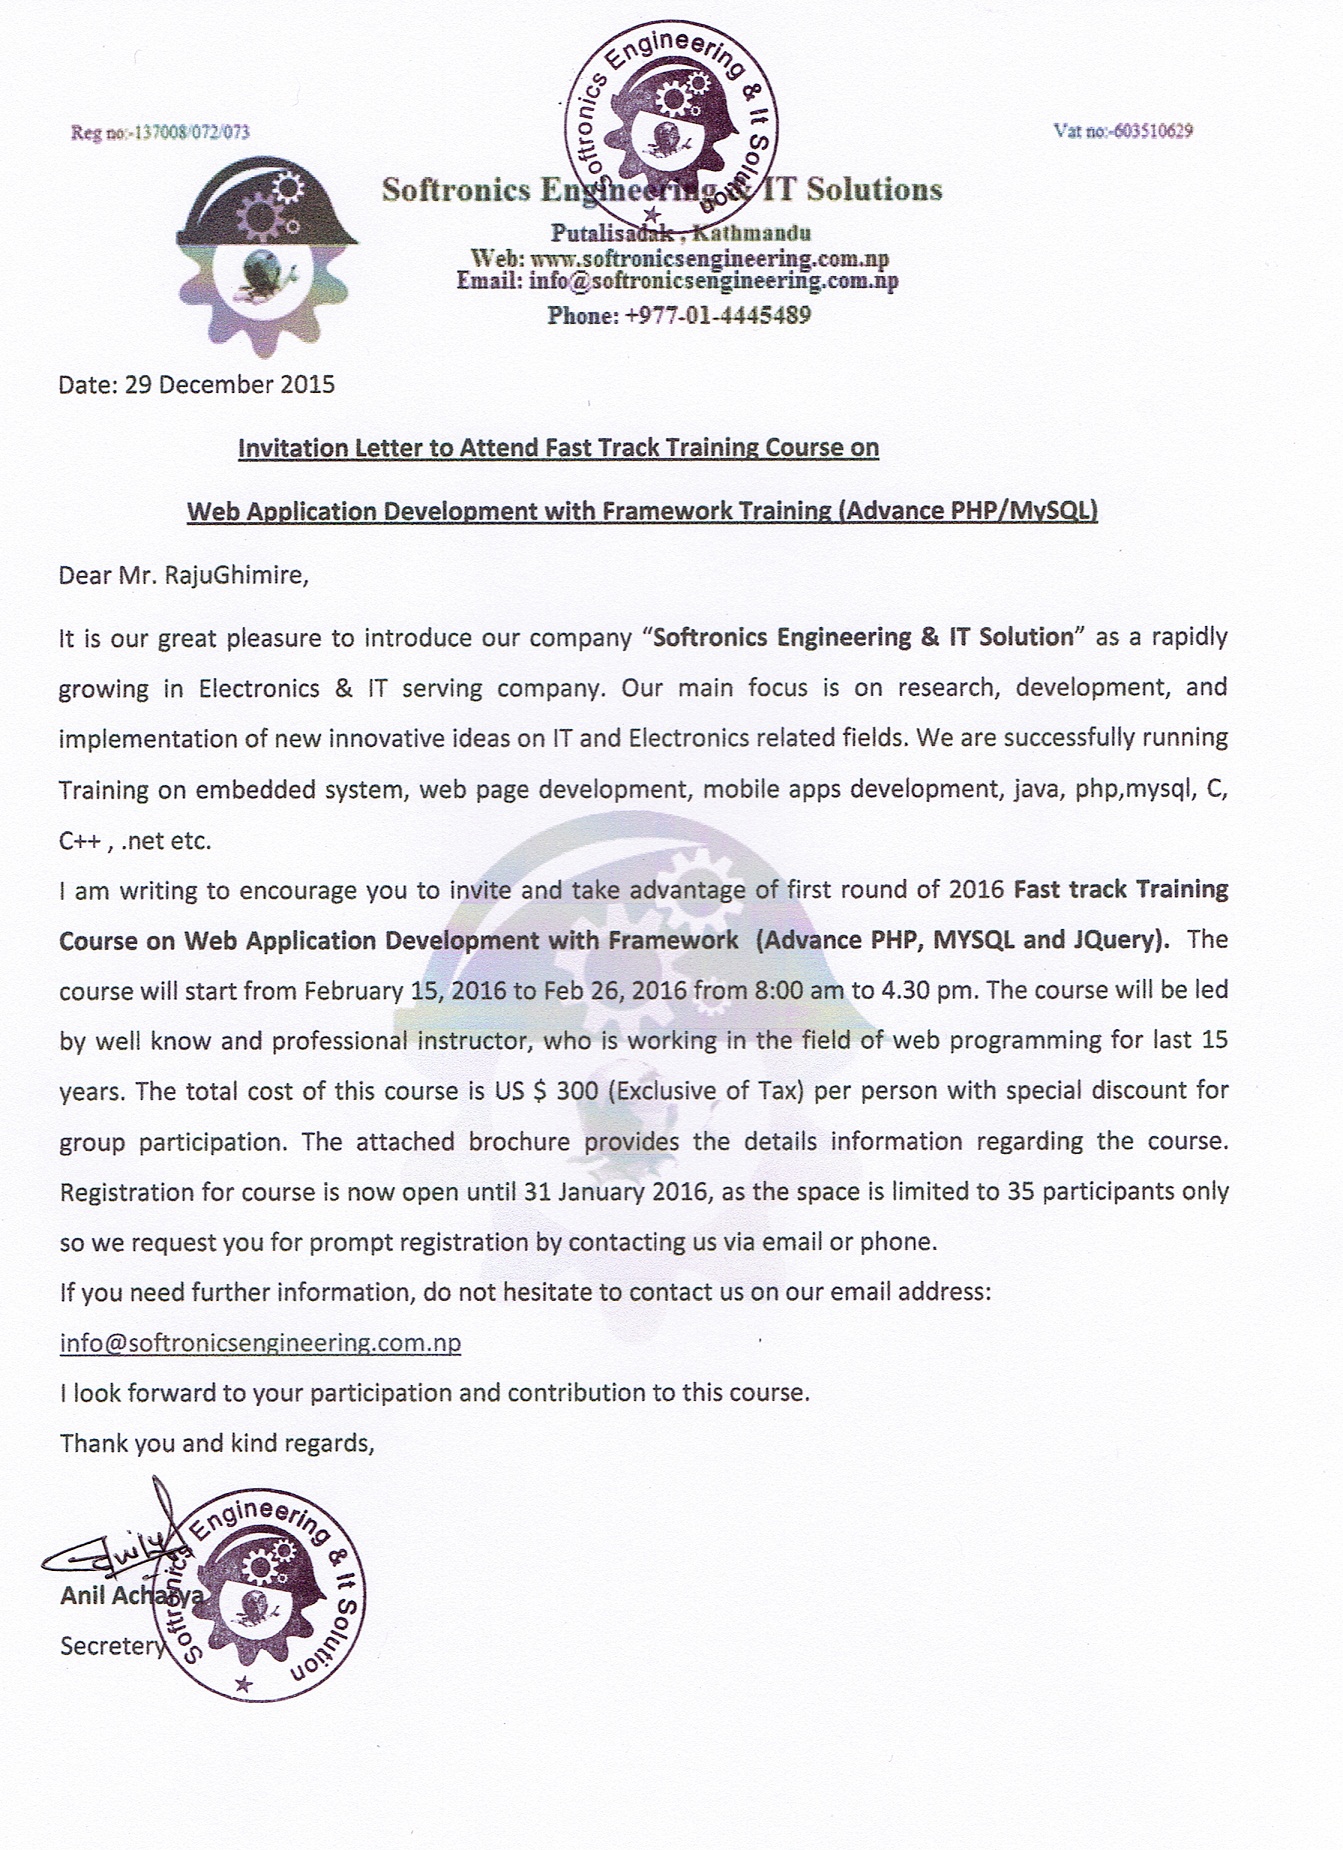 Softronics Engineering & It Solution
Reg no:-137008/072/073
Vat no:-603510629
Softronics Engineering & IT Solutions
Putalisadak , Kathmandu
Web: www.softronicsengineering.com.np
Email: info@softronicsengineering.com.np
Phone: +977-01-4445489
Date: 29 December 2015
Invitation Letter to Attend Fast Track Training Course on
Web Application Development with Framework Training (Advance PHP/MySQL)
Dear Mr. RajuGhimire,
It is our great pleasure to introduce our company “Softronics Engineering & IT Solution” as a rapidly
growing in Electronics & IT serving company. Our main focus is on research, development, and
implementation of new innovative ideas on IT and Electronics related fields. We are successfully running
Training on embedded system, web page development, mobile apps development, java, php,mysql, C,
C++ , .net etc.
I am writing to encourage you to invite and take advantage of first round of 2016 Fast track Training
Course on Web Application Development with Framework (Advance PHP, MYSQL and JQuery). The
course will start from February 15, 2016 to Feb 26, 2016 from 8:00 am to 4.30 pm. The course will be led
by well know and professional instructor, who is working in the field of web programming for last 15
years. The total cost of this course is US $ 300 (Exclusive of Tax) per person with special discount for
group participation. The attached brochure provides the details information regarding the course.
Registration for course is now open until 31 January 2016, as the space is limited to 35 participants only
so we request you for prompt registration by contacting us via email or phone.
If you need further information, do not hesitate to contact us on our email address:
info@softronicsengineering.com.np
I look forward to your participation and contribution to this course.
Thank you and kind regards,
Anil Acharya
Secretery
Softronics Engineering & It Solution